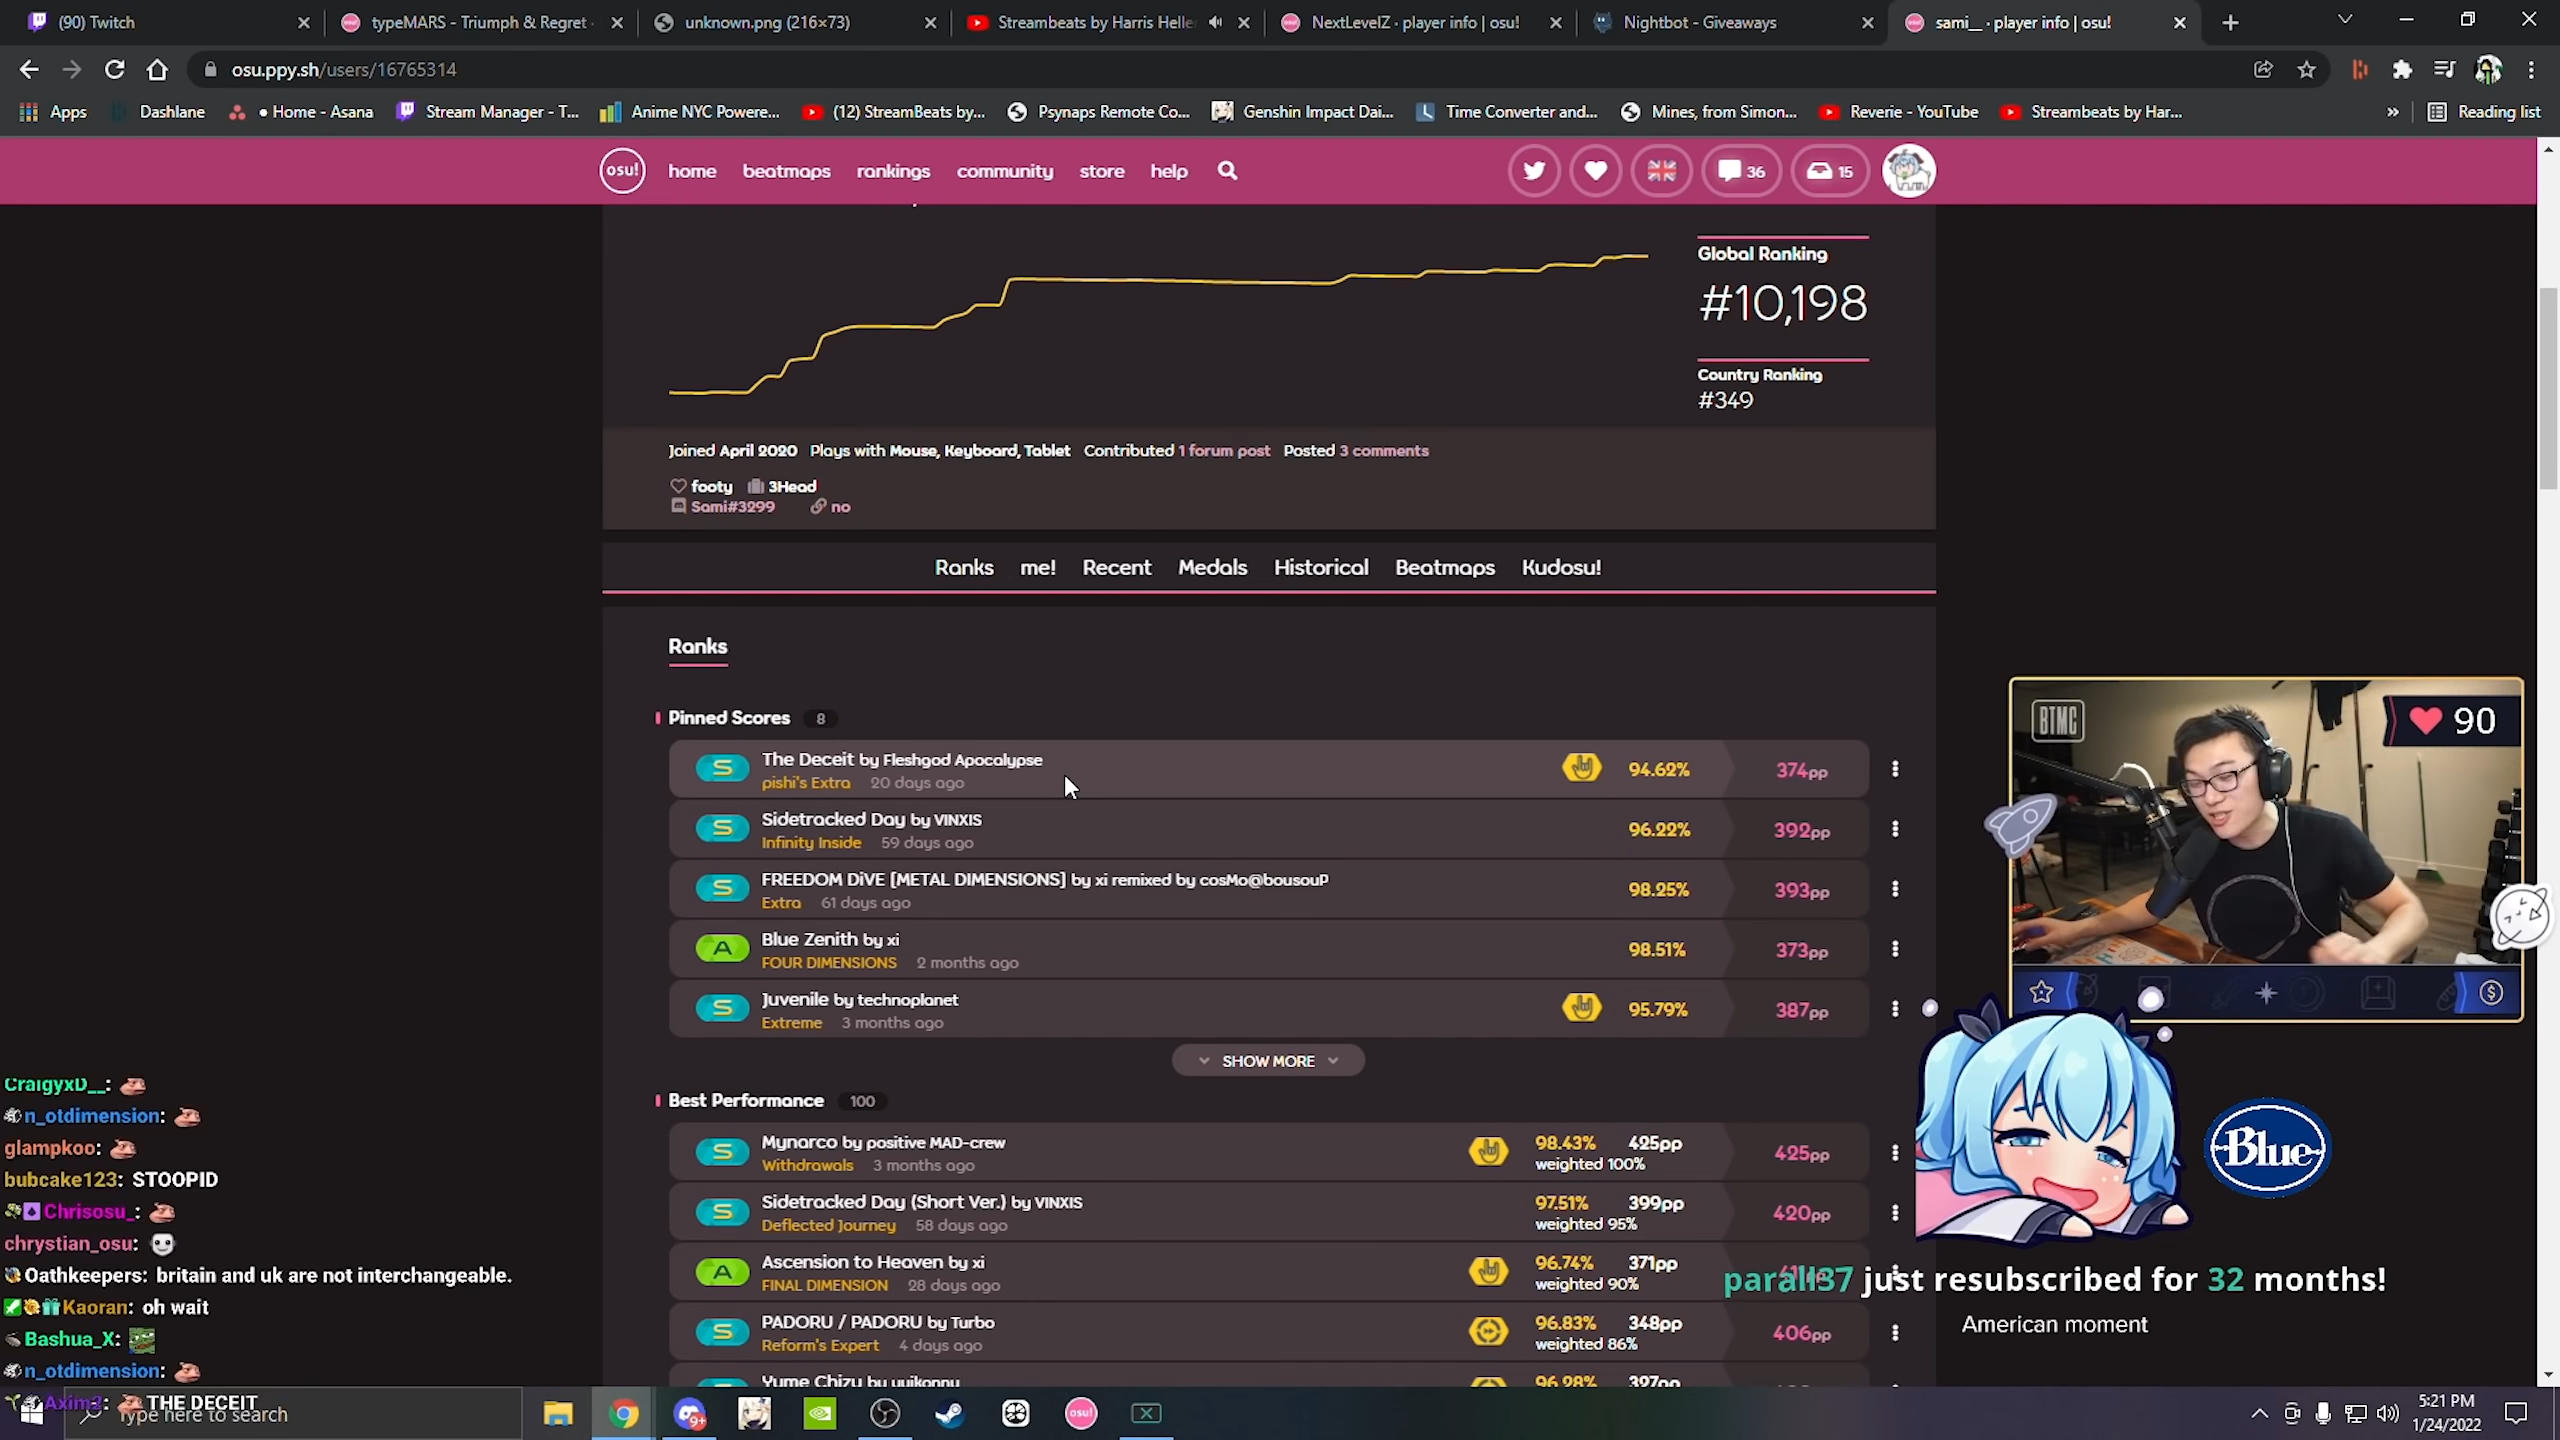 (90) Twitch
typeMARS - Triumph & Regret
unknown.png (216×73)
Streambeats by Harris Helle
NextLevelZ · player info | osu!
Nightbot - Giveaways
sami__ · player info | osu!
osu.ppy.sh/users/16765314
Apps
Dashlane
● Home - Asana
Stream Manager - T...
Anime NYC Powere...
(12) StreamBeats by...
Psynaps Remote Co...
Genshin Impact Dai...
Time Converter and...
Mines, from Simon...
Reverie - YouTube
Streambeats by Har...
»
Reading list
osu!
home
beatmaps
rankings
community
store
help
36
15
Global Ranking
#10,198
Country Ranking
#349
Joined April 2020 Plays with Mouse, Keyboard, Tablet Contributed 1 forum post Posted 3 comments
footy 3Head
Sami#3299 no
Ranks me! Recent Medals Historical Beatmaps Kudosu!
Ranks
Pinned Scores 8
S The Deceit by Fleshgod Apocalypse 94.62% 374pp
pishi's Extra 20 days ago
S Sidetracked Day by VINXIS 96.22% 392pp
Infinity Inside 59 days ago
S FREEDOM DiVE [METAL DIMENSIONS] by xi remixed by cosMo@bousouP 98.25% 393pp
Extra 61 days ago
A Blue Zenith by xi 98.51% 373pp
FOUR DIMENSIONS 2 months ago
S Juvenile by technoplanet 95.79% 387pp
Extreme 3 months ago
SHOW MORE
Best Performance 100
S Mynarco by positive MAD-crew 98.43% 425pp 425pp
Withdrawals 3 months ago weighted 100%
S Sidetracked Day (Short Ver.) by VINXIS 97.51% 399pp 420pp
Deflected Journey 58 days ago weighted 95%
A Ascension to Heaven by xi 96.74% 371pp
FINAL DIMENSION 28 days ago weighted 90%
S PADORU / PADORU by Turbo 96.83% 348pp 406pp
Reform's Expert 4 days ago weighted 86%
Yume Chizu by yuikonnu 96.28% 327pp
BTMC
90
Blue
parall37 just resubscribed for 32 months!
American moment
CraigyxD__:
n_otdimension:
glampkoo:
bubcake123: STOOPID
Chrisosu_:
chrystian_osu:
Oathkeepers: britain and uk are not interchangeable.
Kaoran: oh wait
Bashua_X:
n_otdimension:
Axim2: THE DECEIT
Type here to search
9+
osu!
5:21 PM
1/24/2022